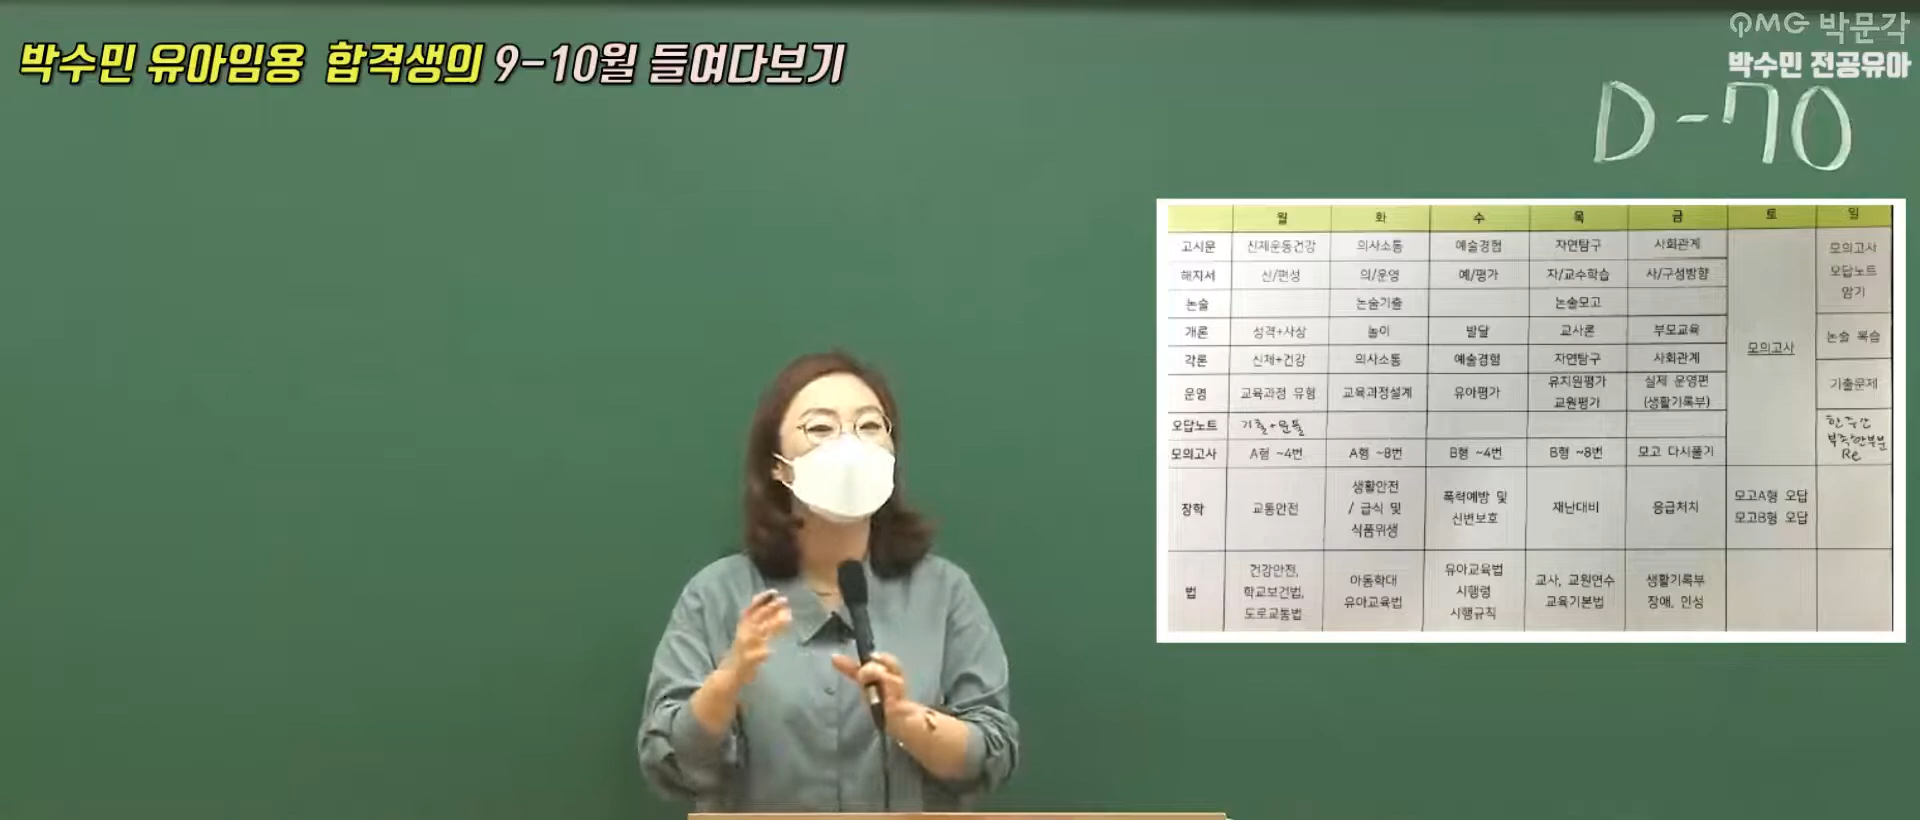 박수민 유아임용 합격생의 9-10월 들여다보기
PMG 박문각
박수민 전공유아
D-70
월 화 수 목 금 토 일
고시문 신체운동건강 의사소통 예술경험 자연탐구 사회관계
해지서 신/편성 의/운영 예/평가 자/교수학습 사/구성방향
논술 논술기출 논술모고
개론 성격+사상 놀이 발달 교사론 부모교육
각론 신체+건강 의사소통 예술경험 자연탐구 사회관계
운영 교육과정 유형 교육과정설계 유아평가 유치원평가 교원평가 실제 운영편 (생활기록부)
오답노트 기출+문풀
모의고사 A형 ~4번 A형 ~8번 B형 ~4번 B형 ~8번 모고 다시풀기
모의고사
모의고사
오답노트
암기
논술 복습
기출문제
한주간
부족한부분
Re
장학 교통안전 생활안전 / 급식 및 식품위생 폭력예방 및 신변보호 재난대비 응급처치 모고A형 오답 모고B형 오답
법 건강안전, 학교보건법, 도로교통법 아동학대 유아교육법 유아교육법 시행령 시행규칙 교사, 교원연수 교육기본법 생활기록부 장애, 인성